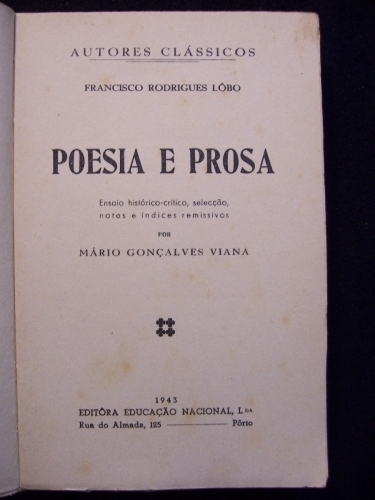 AUTORES CLÁSSICOS
FRANCISCO RODRIGUES LÔBO
POESIA E PROSA
Ensaio histórico-crítico, selecção,
notas e índices remissivos
POR
MÁRIO GONÇALVES VIANA
1943
EDITÔRA EDUCAÇÃO NACIONAL, LDA
Rua do Almada, 125 ——— Pôrto